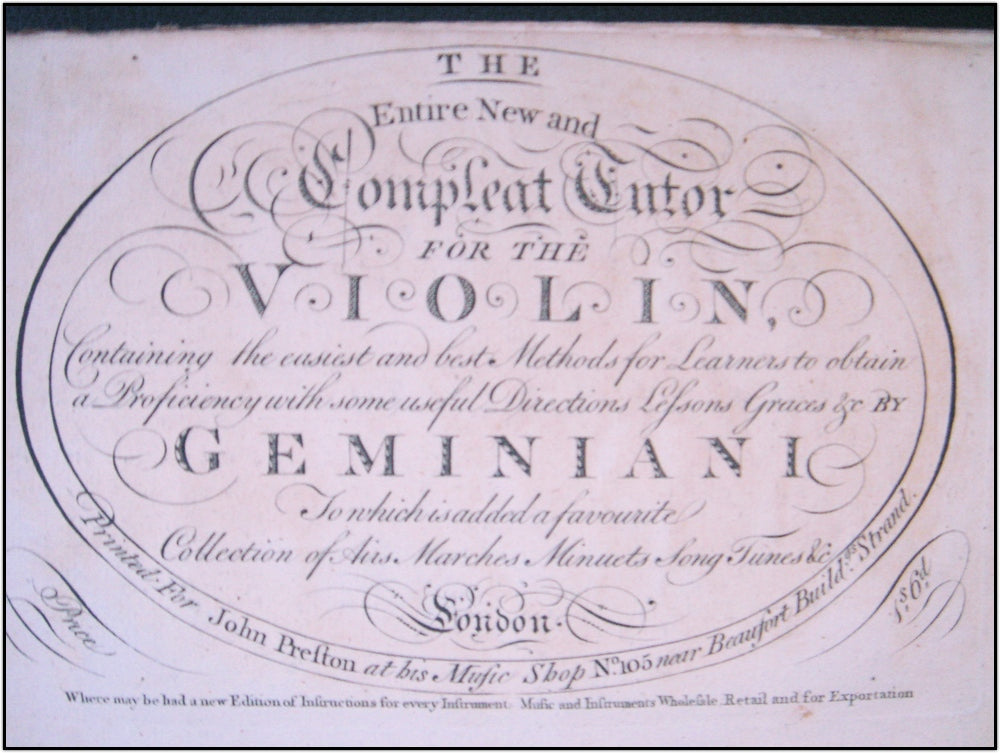 THE
Entire New and
Compleat Tutor
FOR THE
VIOLIN,
Containing the easiest and best Methods for Learners to obtain
a Proficiency with some useful Directions Leſsons Graces &c BY
GEMINIANI
To which is added a favourite
Collection of Airs Marches Minuets Song Tunes &c
London.
Printed For John Preſton at his Muſic Shop No. 105 near Beaufort Build.gs Strand.
Price 1s. 6d.
Where may be had a new Edition of Inſtructions for every Inſtrument Muſic and Inſtruments Wholeſale Retail and for Exportation